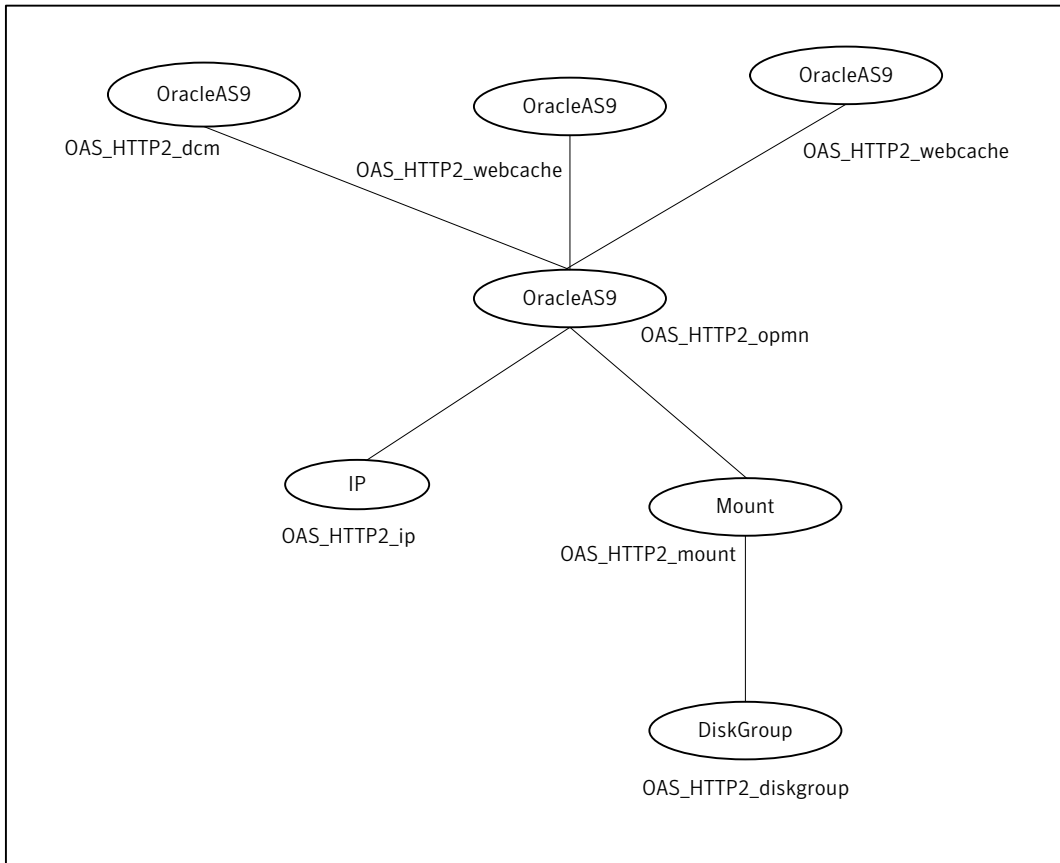 OracleAS9
OAS_HTTP2_dcm
OracleAS9
OAS_HTTP2_webcache
OracleAS9
OAS_HTTP2_webcache
OracleAS9
OAS_HTTP2_opmn
IP
OAS_HTTP2_ip
Mount
OAS_HTTP2_mount
DiskGroup
OAS_HTTP2_diskgroup